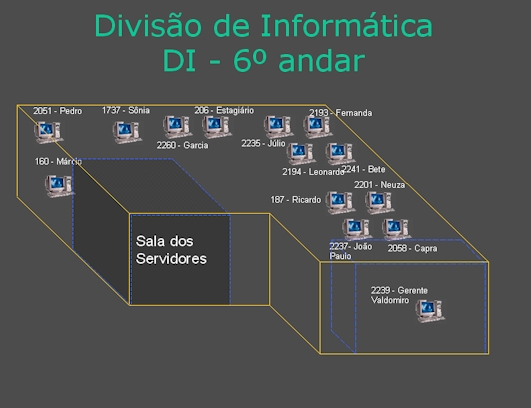 Divisão de Informática
DI - 6º andar
2051 - Pedro
1737 - Sônia
206 - Estagiário
2193 - Fernanda
2260 - Garcia
2235 - Júlio
160 - Márcio
2194 - Leonardo
2241 - Bete
2201 - Neuza
187 - Ricardo
Sala dos
Servidores
2237- João
Paulo
2058 - Capra
2239 - Gerente
Valdomiro